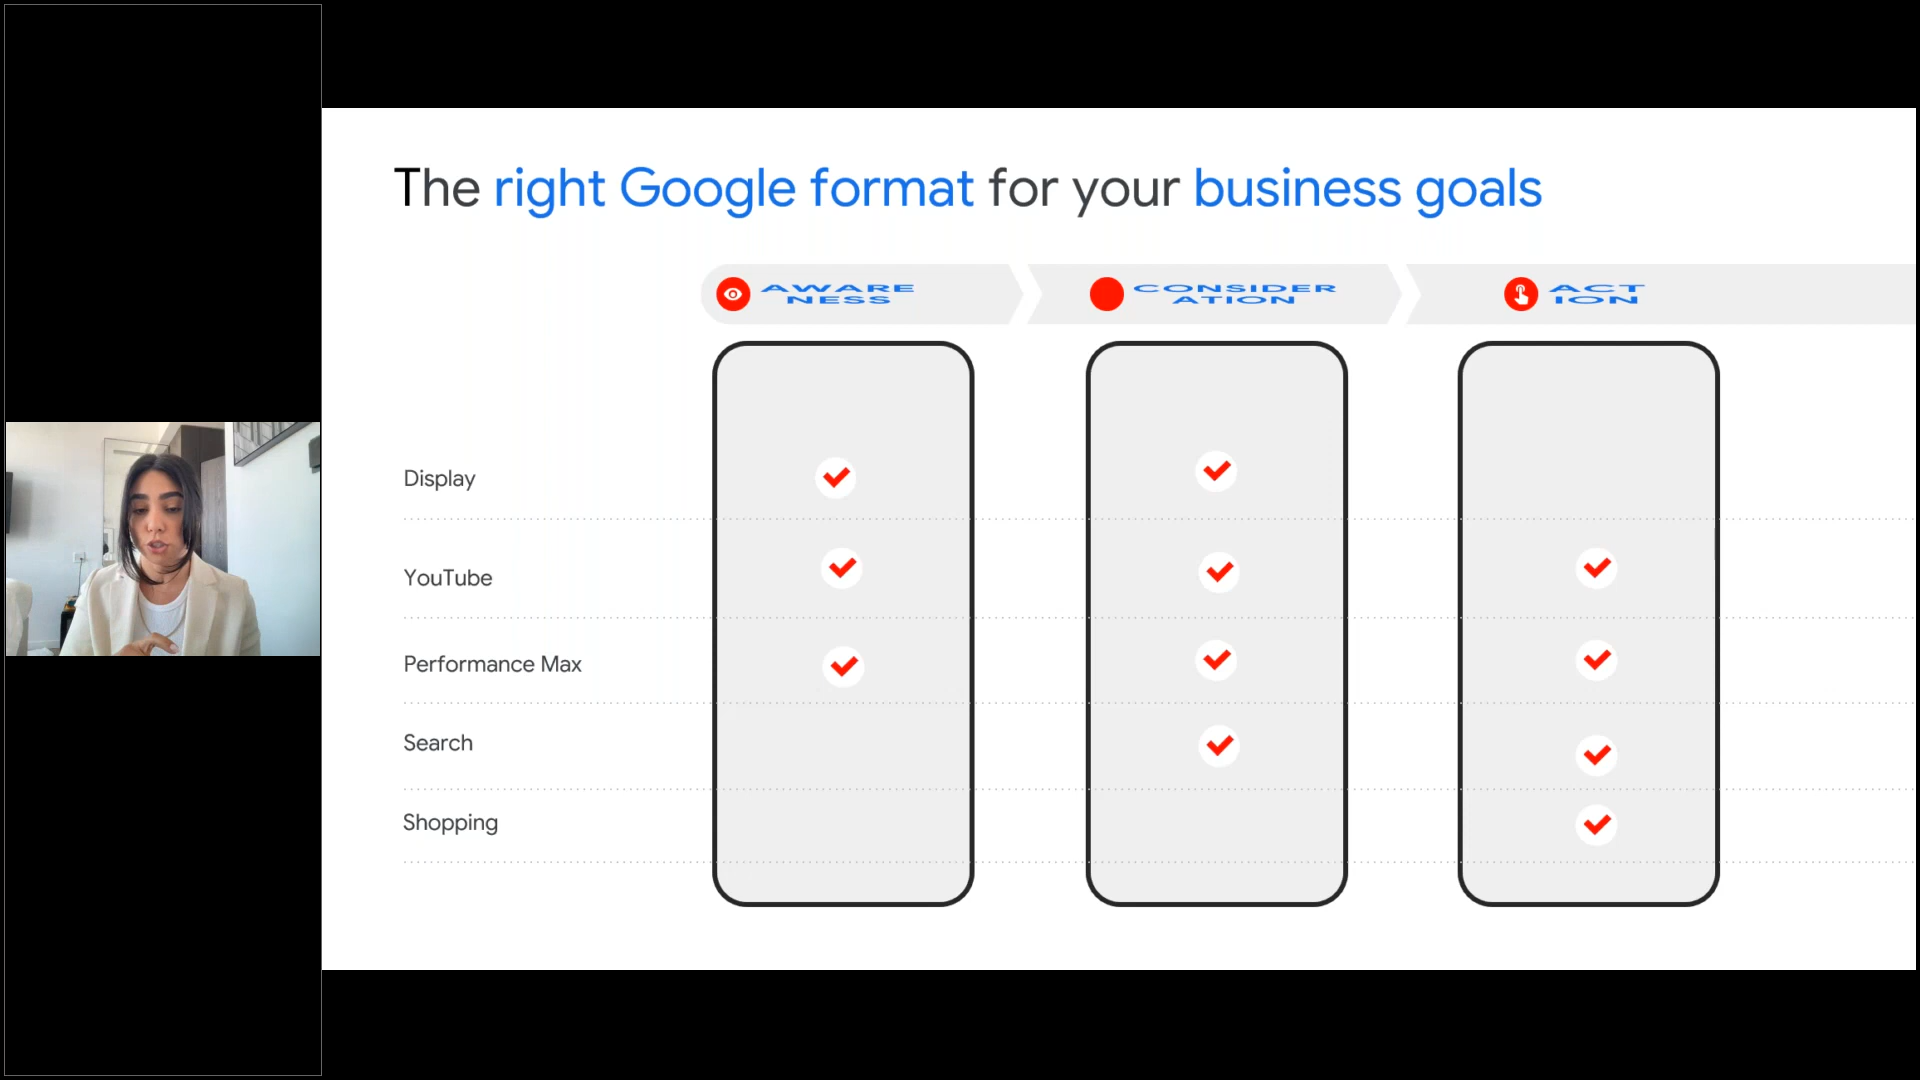 The right Google format for your business goals
AWARE
NESS
CONSIDER
ATION
ACT
ION
Display
YouTube
Performance Max
Search
Shopping